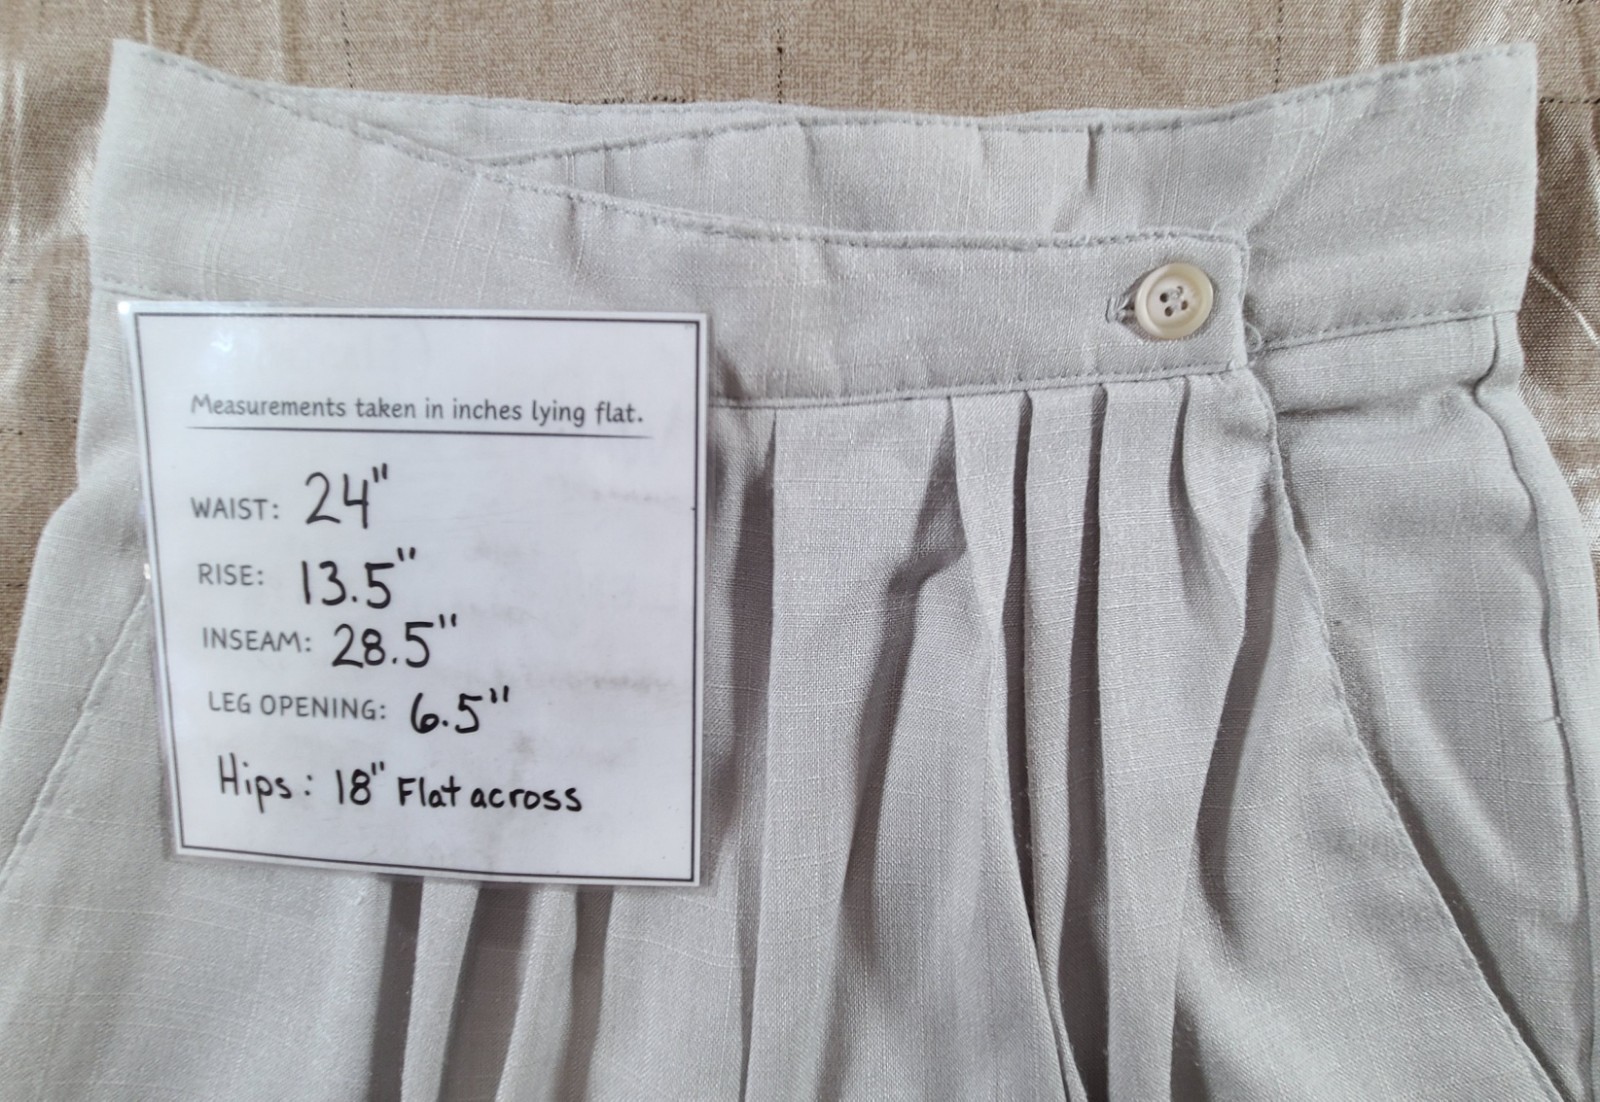 Measurements taken in inches lying flat.
WAIST: 24"
RISE: 13.5"
INSEAM: 28.5"
LEG OPENING: 6.5"
Hips: 18" Flat across